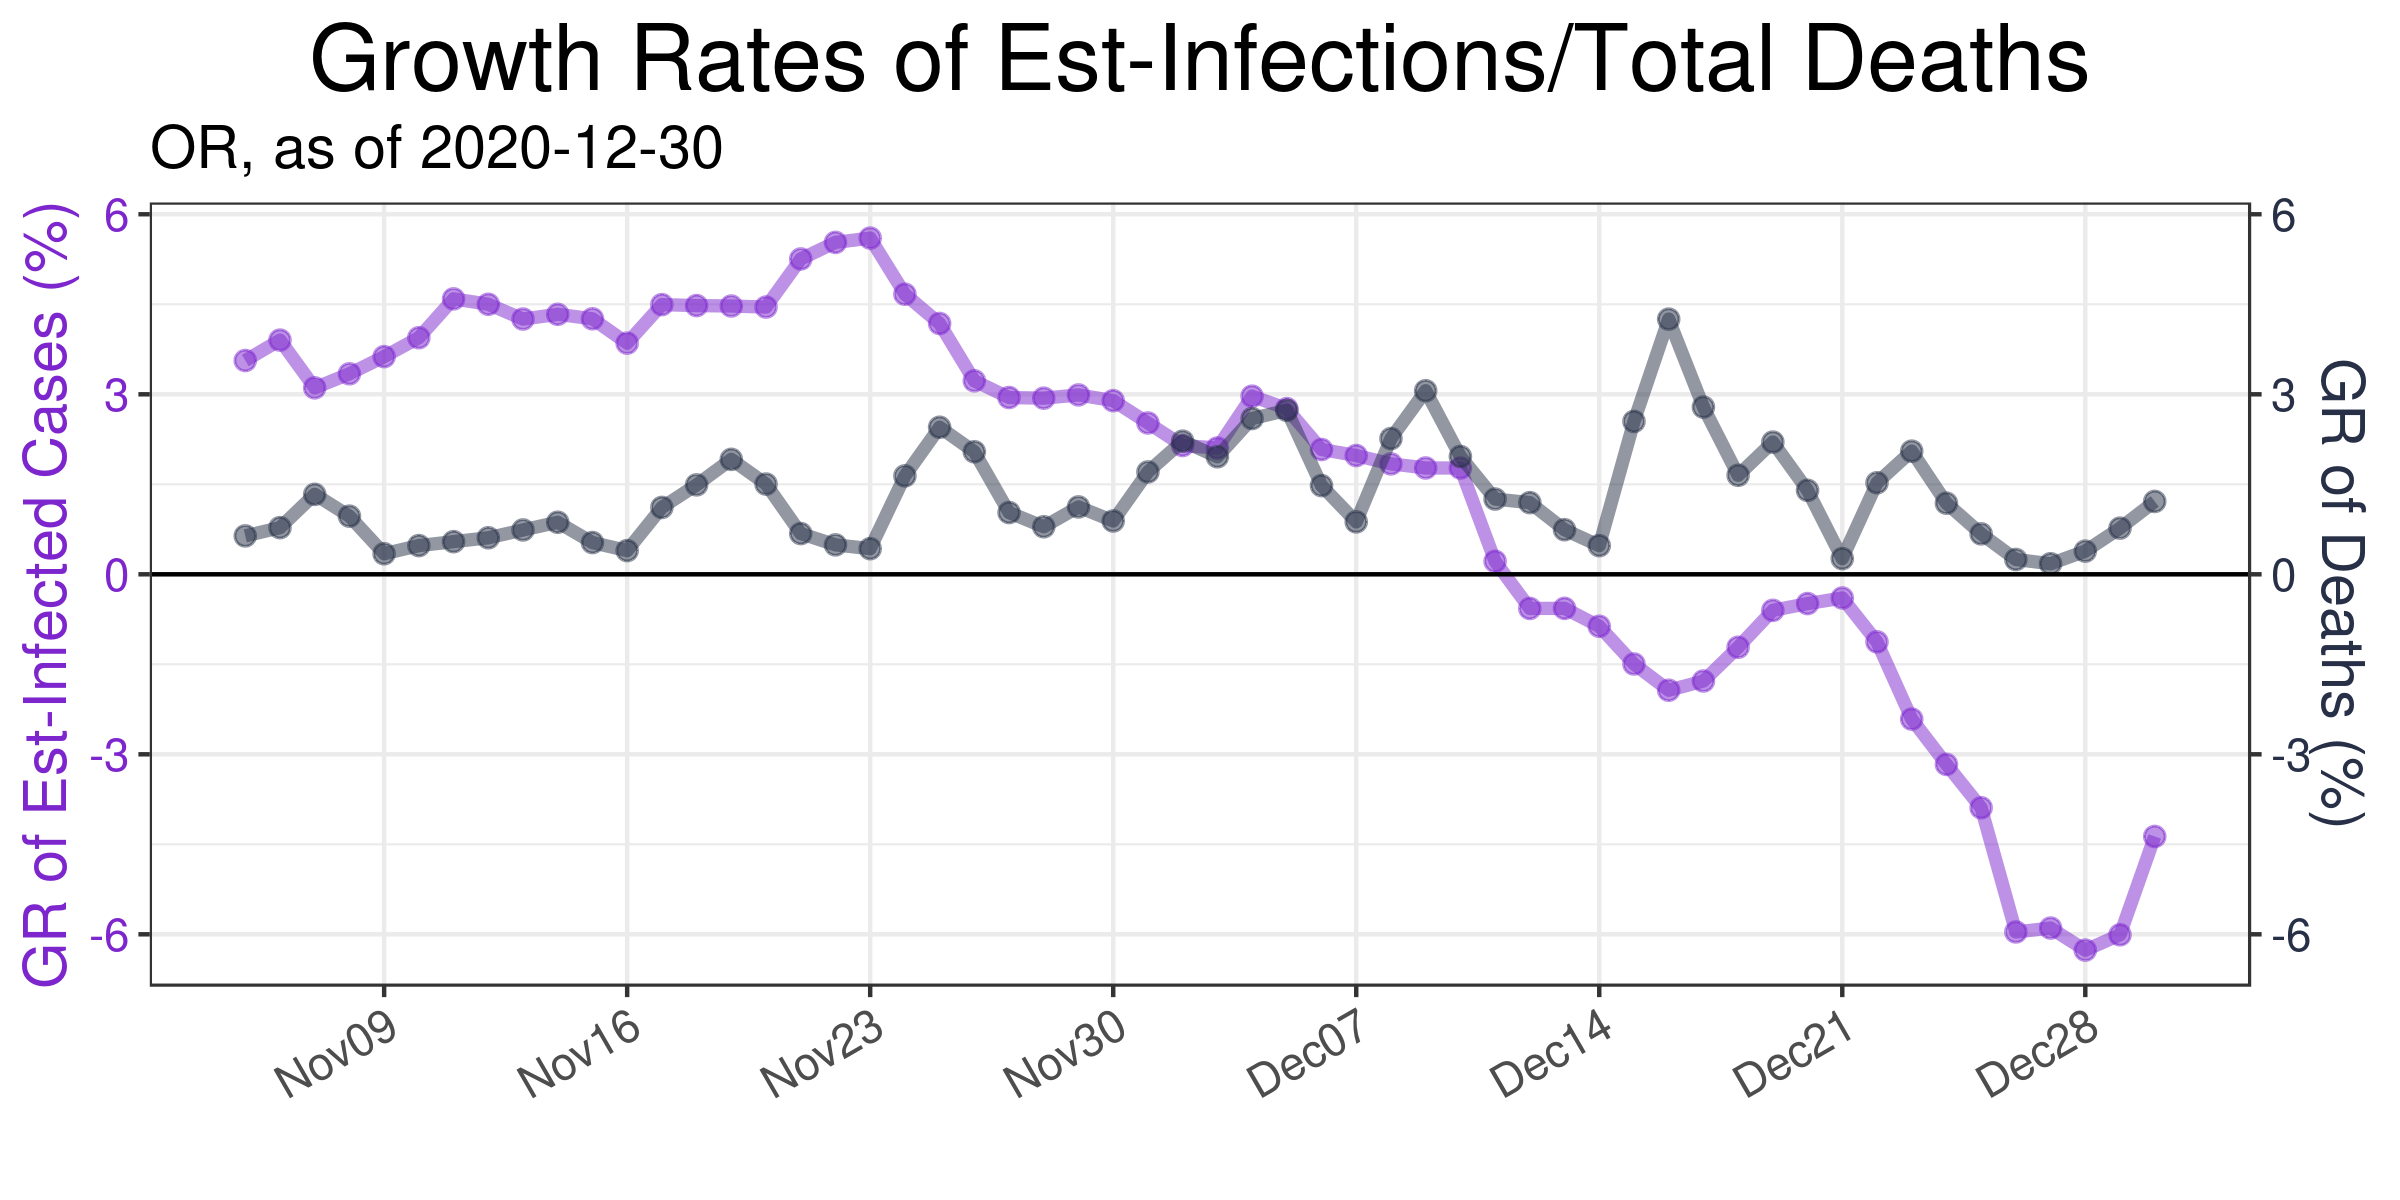 Growth Rates of Est-Infections/Total Deaths
OR, as of 2020-12-30
GR of Est-Infected Cases (%)
6
3
0
-3
-6
6
3
0
-3
-6
GR of Deaths (%)
Nov09
Nov16
Nov23
Nov30
Dec07
Dec14
Dec21
Dec28